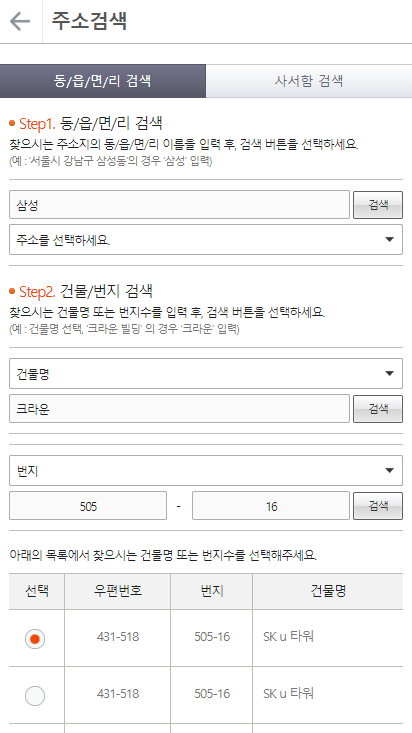 주소검색
동/읍/면/리 검색 사서함 검색
Step1. 동/읍/면/리 검색
찾으시는 주소지의 동/읍/면/리 이름을 입력 후, 검색 버튼을 선택하세요.
(예 : '서울시 강남구 삼성동'의 경우 '삼성' 입력)
삼성 검색
주소를 선택하세요.
Step2. 건물/번지 검색
찾으시는 건물명 또는 번지수를 입력 후, 검색 버튼을 선택하세요.
(예 : 건물명 선택, '크라운 빌딩' 의 경우 '크라운' 입력)
건물명
크라운 검색
번지
505 - 16 검색
아래의 목록에서 찾으시는 건물명 또는 번지수를 선택해주세요.
선택 우편번호 번지 건물명
431-518 505-16 SK u 타워
431-518 505-16 SK u 타워